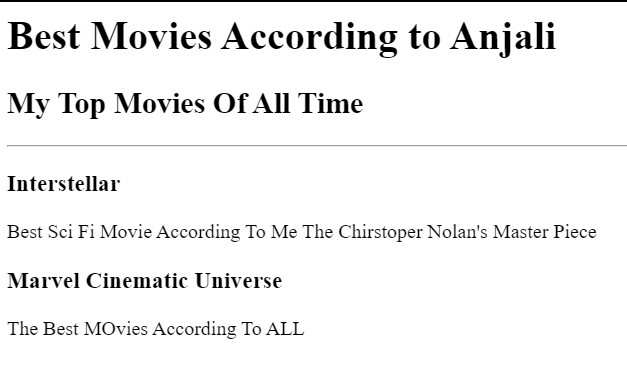 Best Movies According to Anjali
My Top Movies Of All Time
Interstellar
Best Sci Fi Movie According To Me The Chirstoper Nolan's Master Piece
Marvel Cinematic Universe
The Best MOvies According To ALL